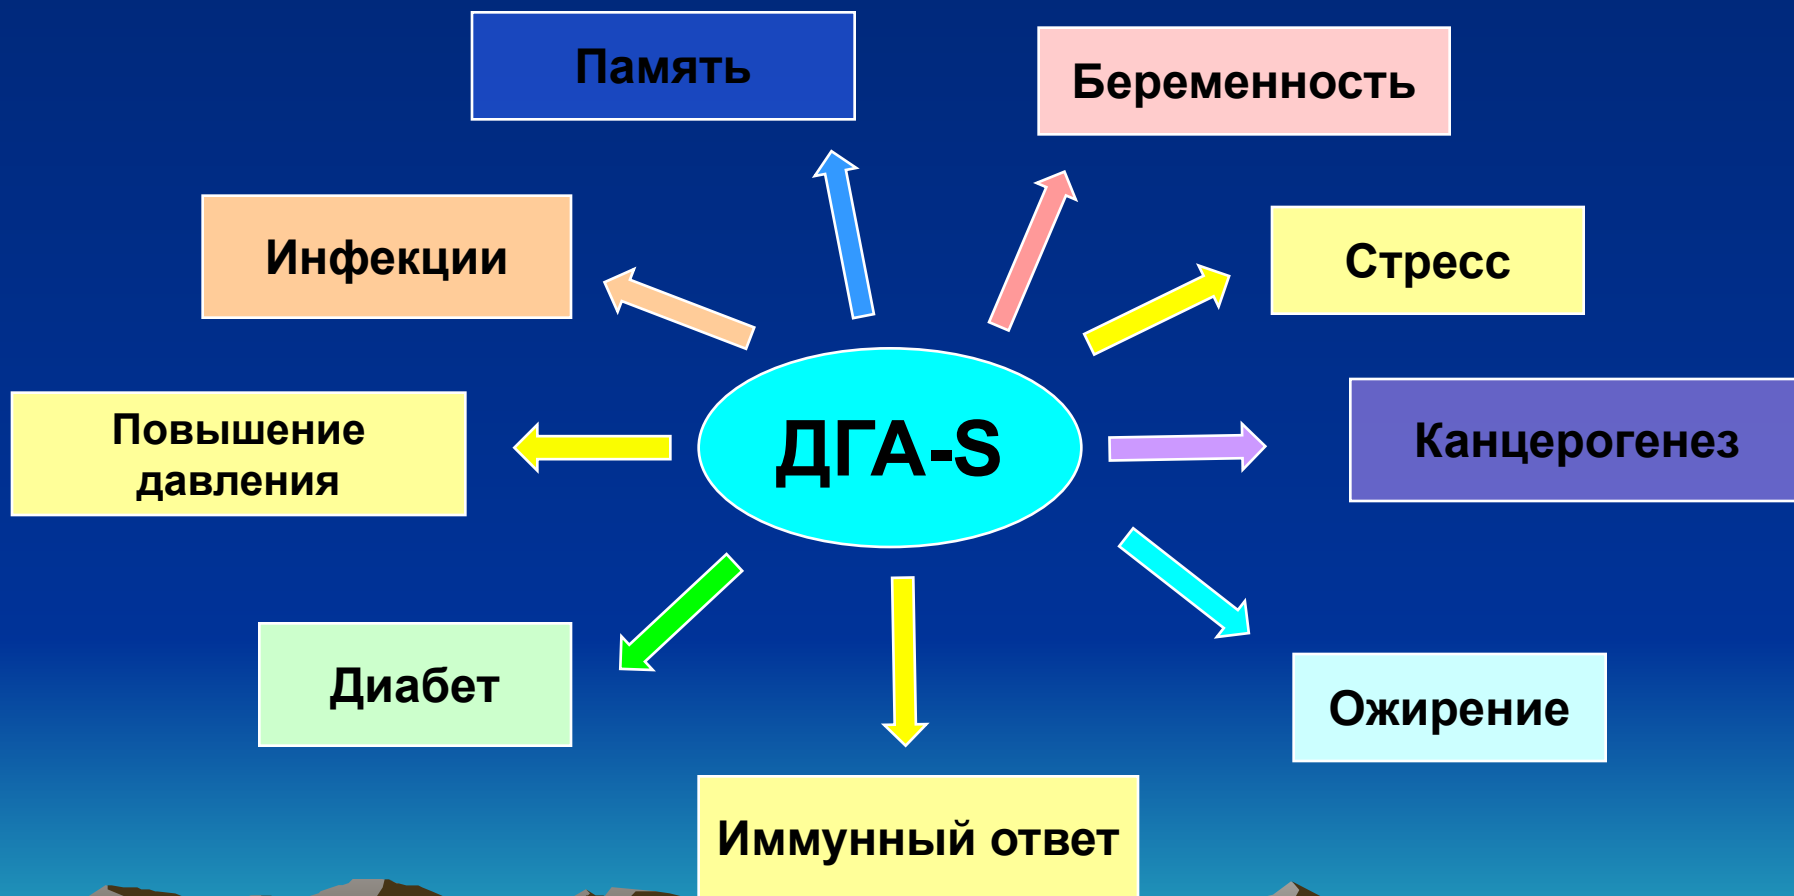 Память
Беременность
Инфекции
Стресс
Повышение
давления
ДГА-S
Канцерогенез
Диабет
Ожирение
Иммунный ответ